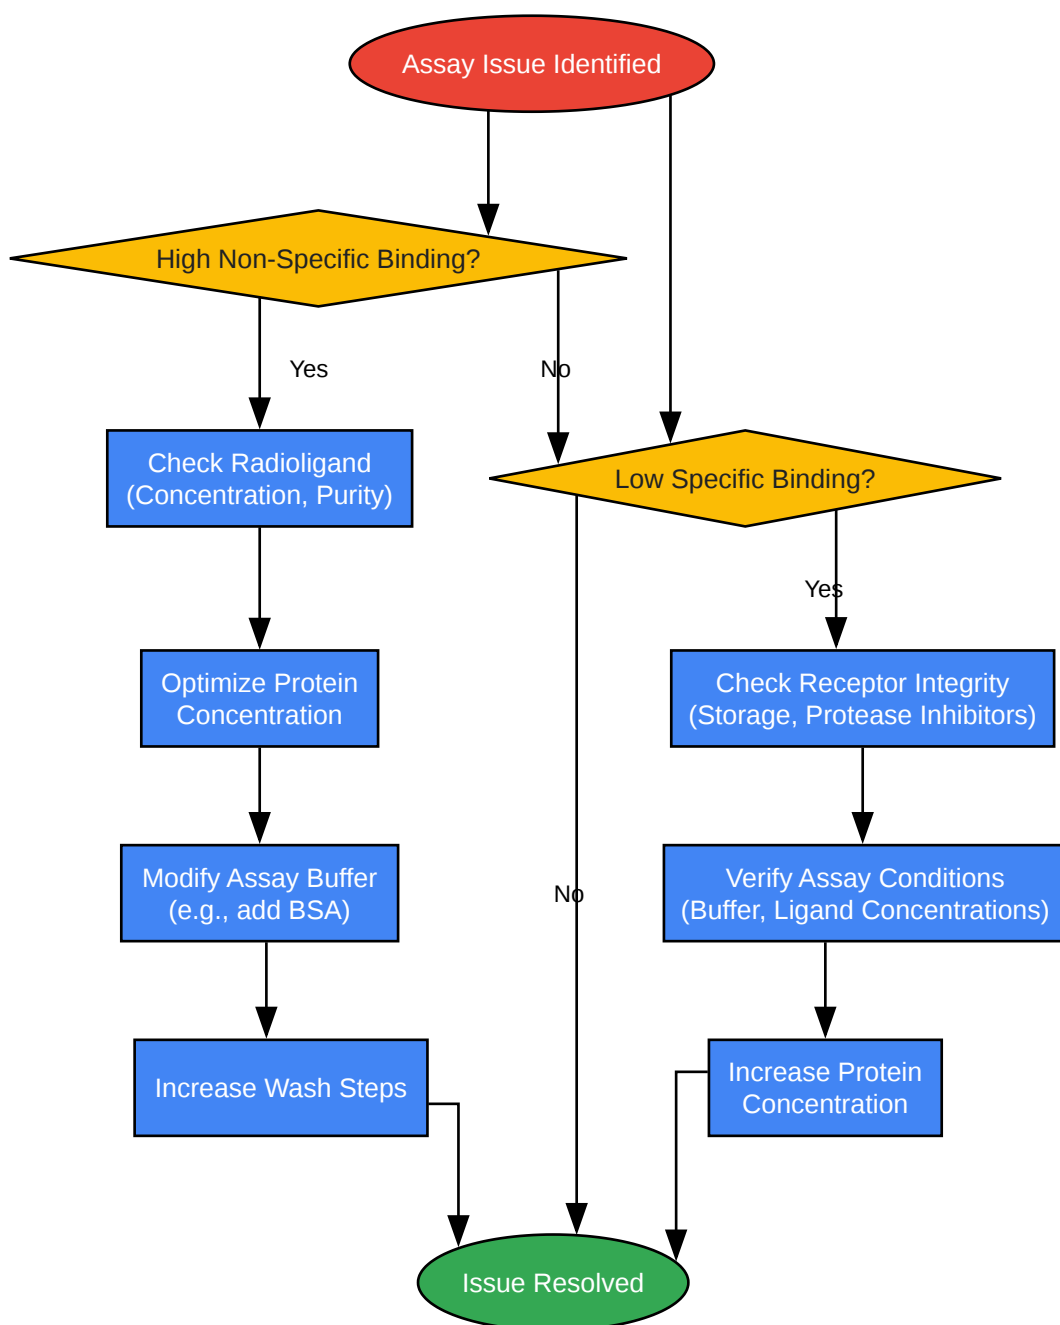 Assay Issue Identified
High Non-Specific Binding?
Yes
No
Check Radioligand
(Concentration, Purity)
Low Specific Binding?
Yes
Optimize Protein
Concentration
Check Receptor Integrity
(Storage, Protease Inhibitors)
Modify Assay Buffer
(e.g., add BSA)
No
Verify Assay Conditions
(Buffer, Ligand Concentrations)
Increase Wash Steps
Increase Protein
Concentration
Issue Resolved